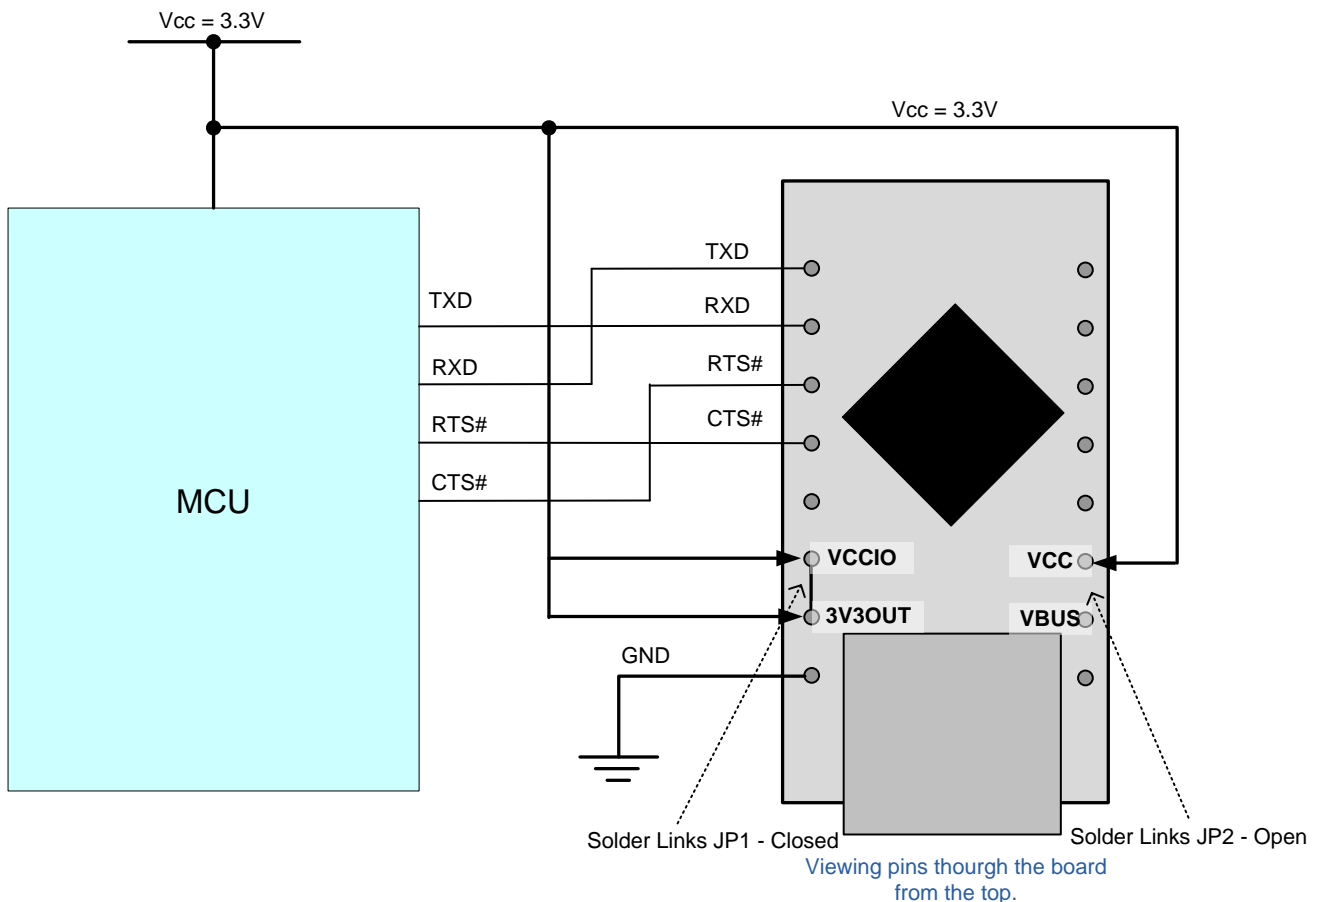 Vcc = 3.3V
Vcc = 3.3V
TXD
TXD
RXD
RXD
RTS#
RTS#
CTS#
CTS#
MCU
VCCIO
VCC
3V3OUT
VBUS
GND
Solder Links JP1 - Closed
Solder Links JP2 - Open
Viewing pins thourgh the board
from the top.